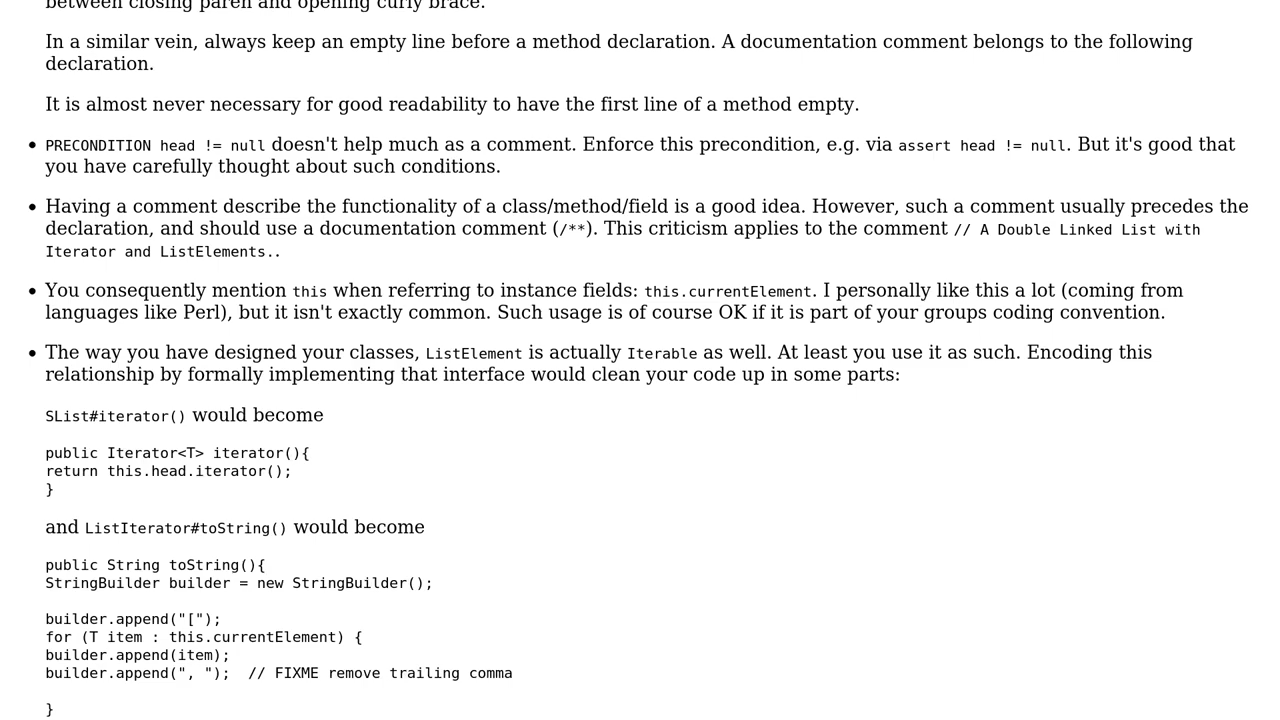 between closing paren and opening curly brace.
In a similar vein, always keep an empty line before a method declaration. A documentation comment belongs to the following
declaration.
It is almost never necessary for good readability to have the first line of a method empty.
• PRECONDITION head != null doesn't help much as a comment. Enforce this precondition, e.g. via assert head != null. But it's good that
you have carefully thought about such conditions.
• Having a comment describe the functionality of a class/method/field is a good idea. However, such a comment usually precedes the
declaration, and should use a documentation comment (/**). This criticism applies to the comment // A Double Linked List with
Iterator and ListElements..
• You consequently mention this when referring to instance fields: this.currentElement. I personally like this a lot (coming from
languages like Perl), but it isn't exactly common. Such usage is of course OK if it is part of your groups coding convention.
• The way you have designed your classes, ListElement is actually Iterable as well. At least you use it as such. Encoding this
relationship by formally implementing that interface would clean your code up in some parts:
SList#iterator() would become
public Iterator<T> iterator(){
return this.head.iterator();
}
and ListIterator#toString() would become
public String toString(){
StringBuilder builder = new StringBuilder();
builder.append("[");
for (T item : this.currentElement) {
builder.append(item);
builder.append(", ");  // FIXME remove trailing comma
}